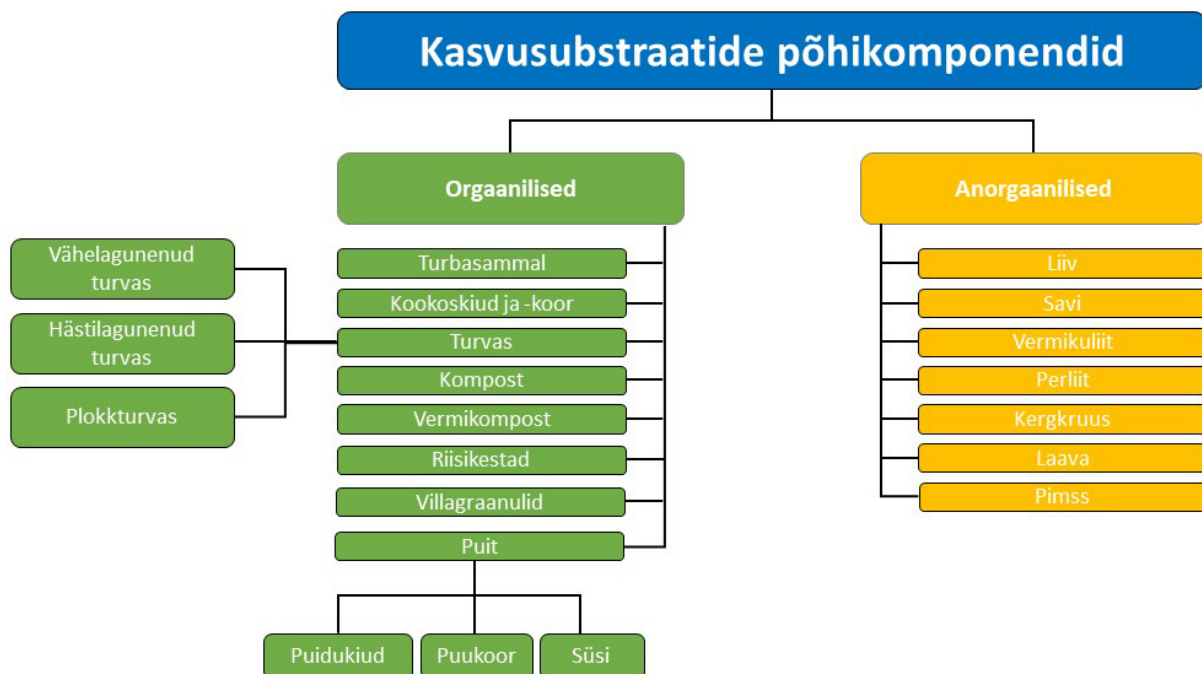 Kasvusubstraatide põhikomponendid
Orgaanilised
Anorgaanilised
Vähelagunenud
turvas
Hästilagunenud
turvas
Plokkturvas
Turbasammal
Kookoskiud ja -koor
Turvas
Kompost
Vermikompost
Riisikestad
Villagraanulid
Puit
Puidukiud
Puukoor
Süsi
Liiv
Savi
Vermikuliit
Perliit
Kergkruus
Laava
Pimss